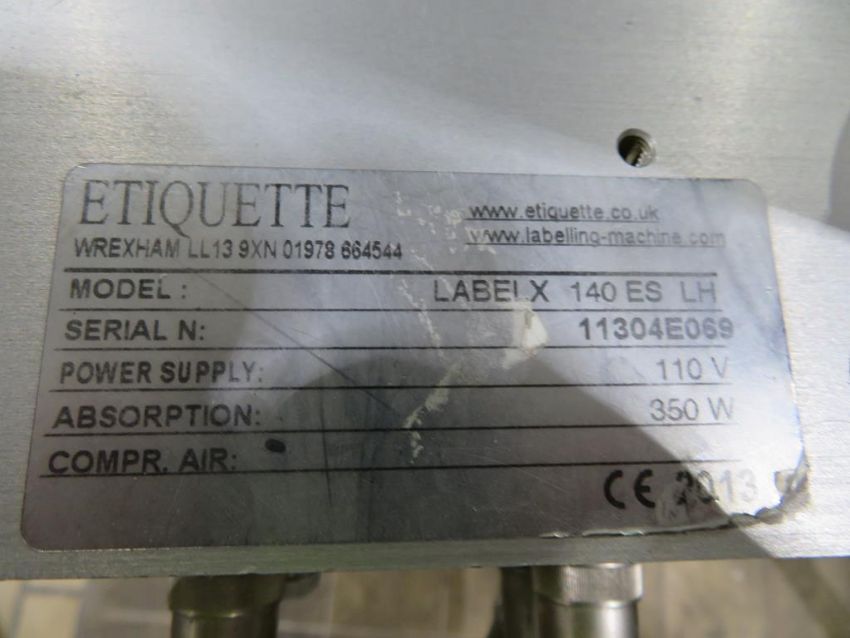 ETIQUETTE
www.etiquette.co.uk
WREXHAM LL13 9XN 01978 664544
www.labelling-machine.com
MODEL : LABELX 140 ES LH
SERIAL N: 11304E069
POWER SUPPLY: 110 V
ABSORPTION: 350 W
COMPR. AIR:
CE 2013